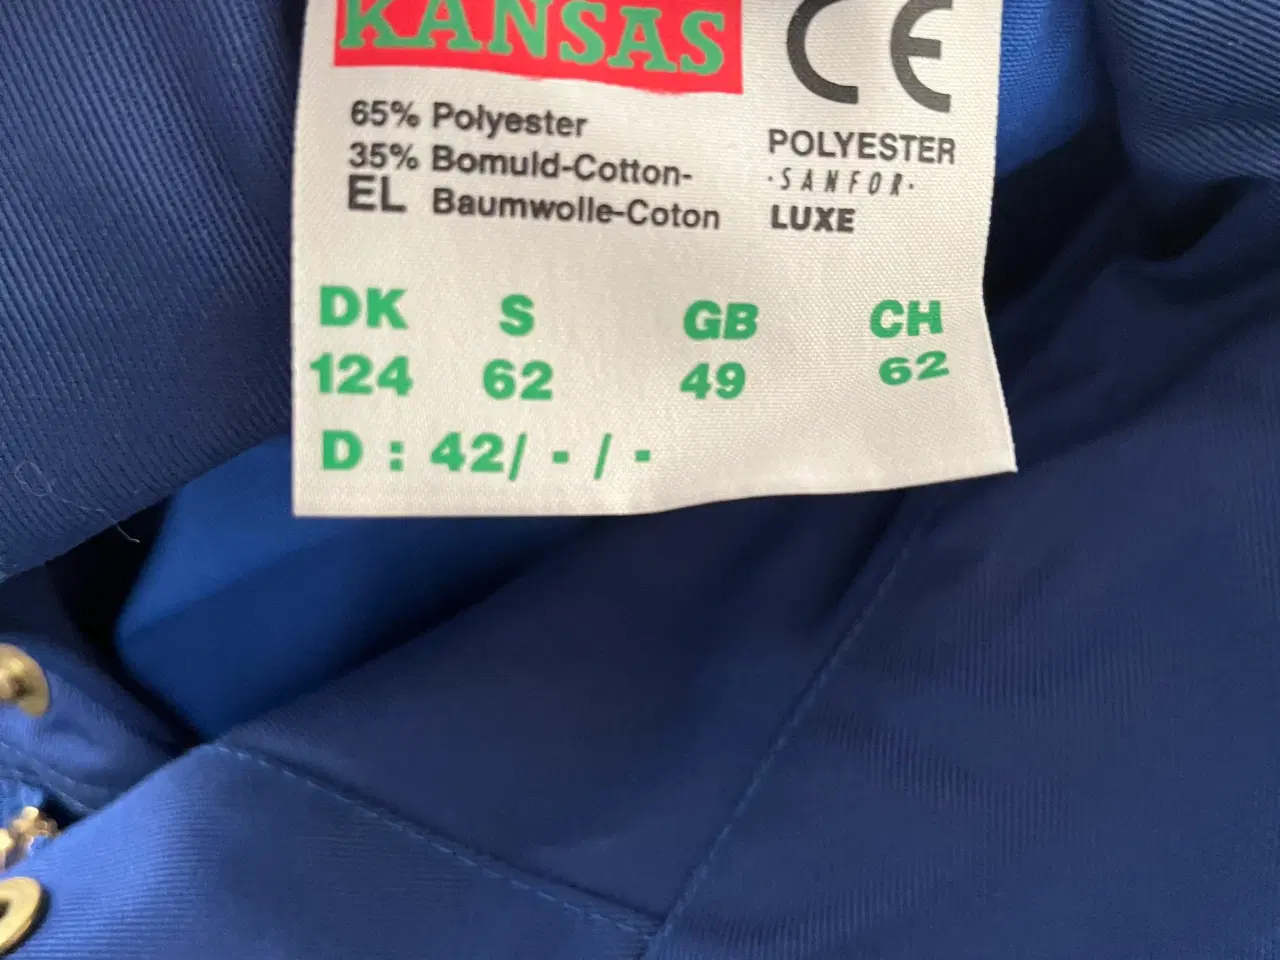 KANSAS
CE
65% Polyester
35% Bomuld-Cotton-
EL Baumwolle-Coton
POLYESTER
·SANFOR·
LUXE
DK S GB CH
124 62 49 62
D : 42/ - / -